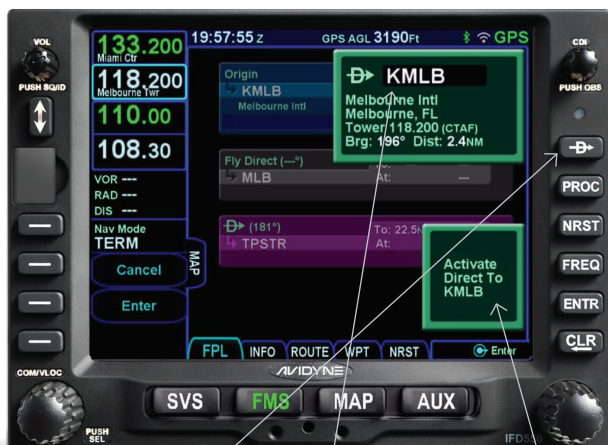 VOL
PUSH SQ/ID
133.200
Miami Ctr
118.200
Melbourne Twr
110.00
108.30
VOR ---
RAD ---
DIS ---
Nav Mode
TERM
Cancel
Enter
MAP
19:57:55 Z
GPS AGL 3190Ft
GPS
Origin
KMLB
Melbourne Intl
Fly Direct (---°)
MLB
At:
---
---
D (181°)
TPSTR
To: 22.5
At:
D KMLB
Melbourne Intl
Melbourne, FL
Tower 118.200 (CTAF)
Brg: 196° Dist: 2.4NM
Activate
Direct To
KMLB
FPL INFO ROUTE WPT NRST Enter
CDI
PUSH OBS
D
PROC
NRST
FREQ
ENTR
CLR
AVIDYNE
COM/VLOC
PUSH
SEL
SVS FMS MAP AUX